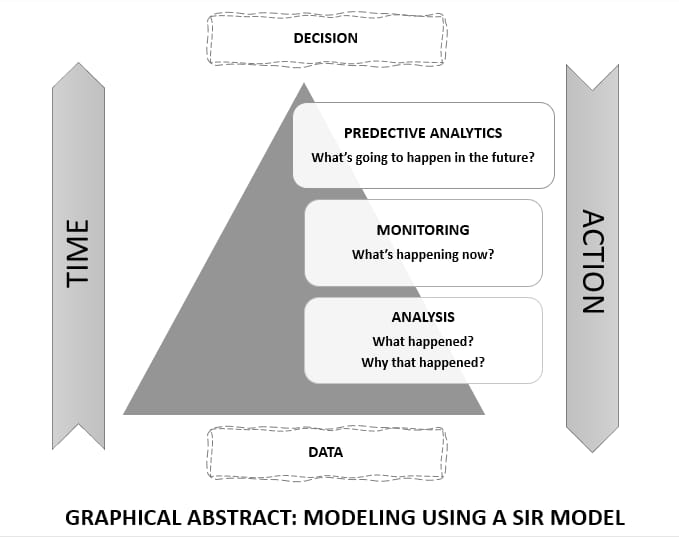 DECISION
PREDECTIVE ANALYTICS
What's going to happen in the future?
TIME
MONITORING
What's happening now?
ACTION
ANALYSIS
What happened?
Why that happened?
DATA
GRAPHICAL ABSTRACT: MODELING USING A SIR MODEL